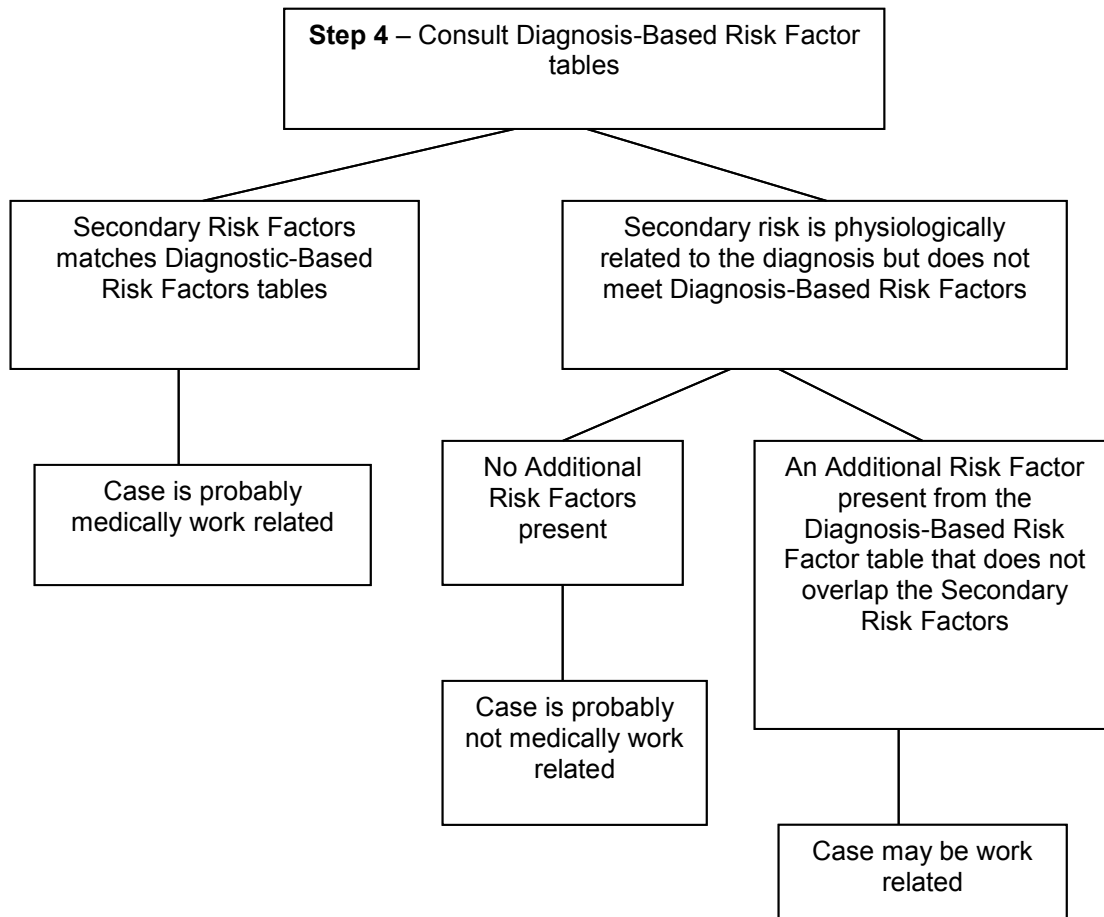 Step 4 – Consult Diagnosis-Based Risk Factor
tables
Secondary Risk Factors
matches Diagnostic-Based
Risk Factors tables
Secondary risk is physiologically
related to the diagnosis but does not
meet Diagnosis-Based Risk Factors
Case is probably
medically work related
No Additional
Risk Factors
present
An Additional Risk Factor
present from the
Diagnosis-Based Risk
Factor table that does not
overlap the Secondary
Risk Factors
Case is probably
not medically work
related
Case may be work
related